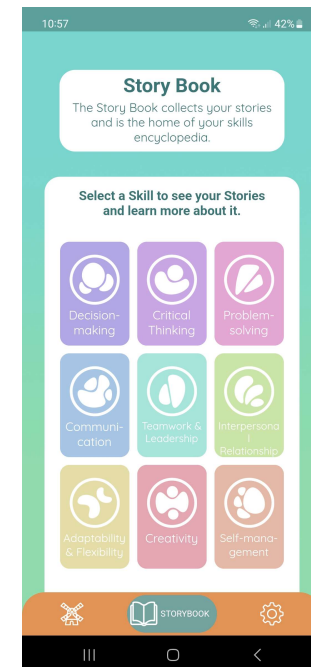 10:57 42%
Story Book
The Story Book collects your stories
and is the home of your skills
encyclopedia.
Select a Skill to see your Stories
and learn more about it.
Decision-
making
Critical
Thinking
Problem-
solving
Communi-
cation
Teamwork &
Leadership
Interpersona
l
Relationship
Adaptability
& Flexibility
Creativity
Self-mana-
gement
STORYBOOK